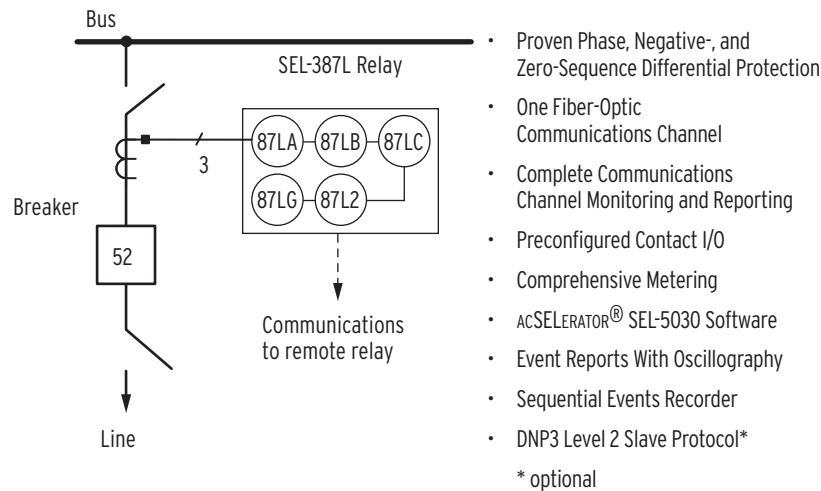 Bus
SEL-387L Relay
87LA
87LB
87LC
3
87LG
87L2
Breaker
52
Communications
to remote relay
Line
• Proven Phase, Negative-, and
Zero-Sequence Differential Protection
• One Fiber-Optic
Communications Channel
• Complete Communications
Channel Monitoring and Reporting
• Preconfigured Contact I/O
• Comprehensive Metering
• ACSELERATOR® SEL-5030 Software
• Event Reports With Oscillography
• Sequential Events Recorder
• DNP3 Level 2 Slave Protocol*
* optional